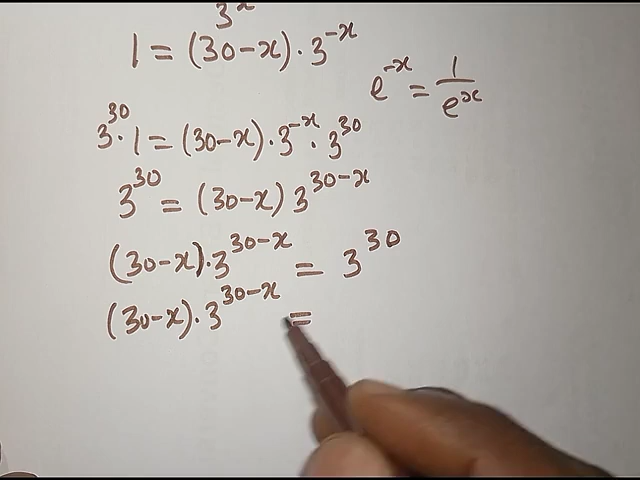 3^x
1 = (30-x) · 3^-x
e^-x = 1/e^x
3^30 · 1 = (30-x) · 3^-x · 3^30
3^30 = (30-x) 3^30-x
(30-x) · 3^30-x = 3^30
(30-x) · 3^30-x =